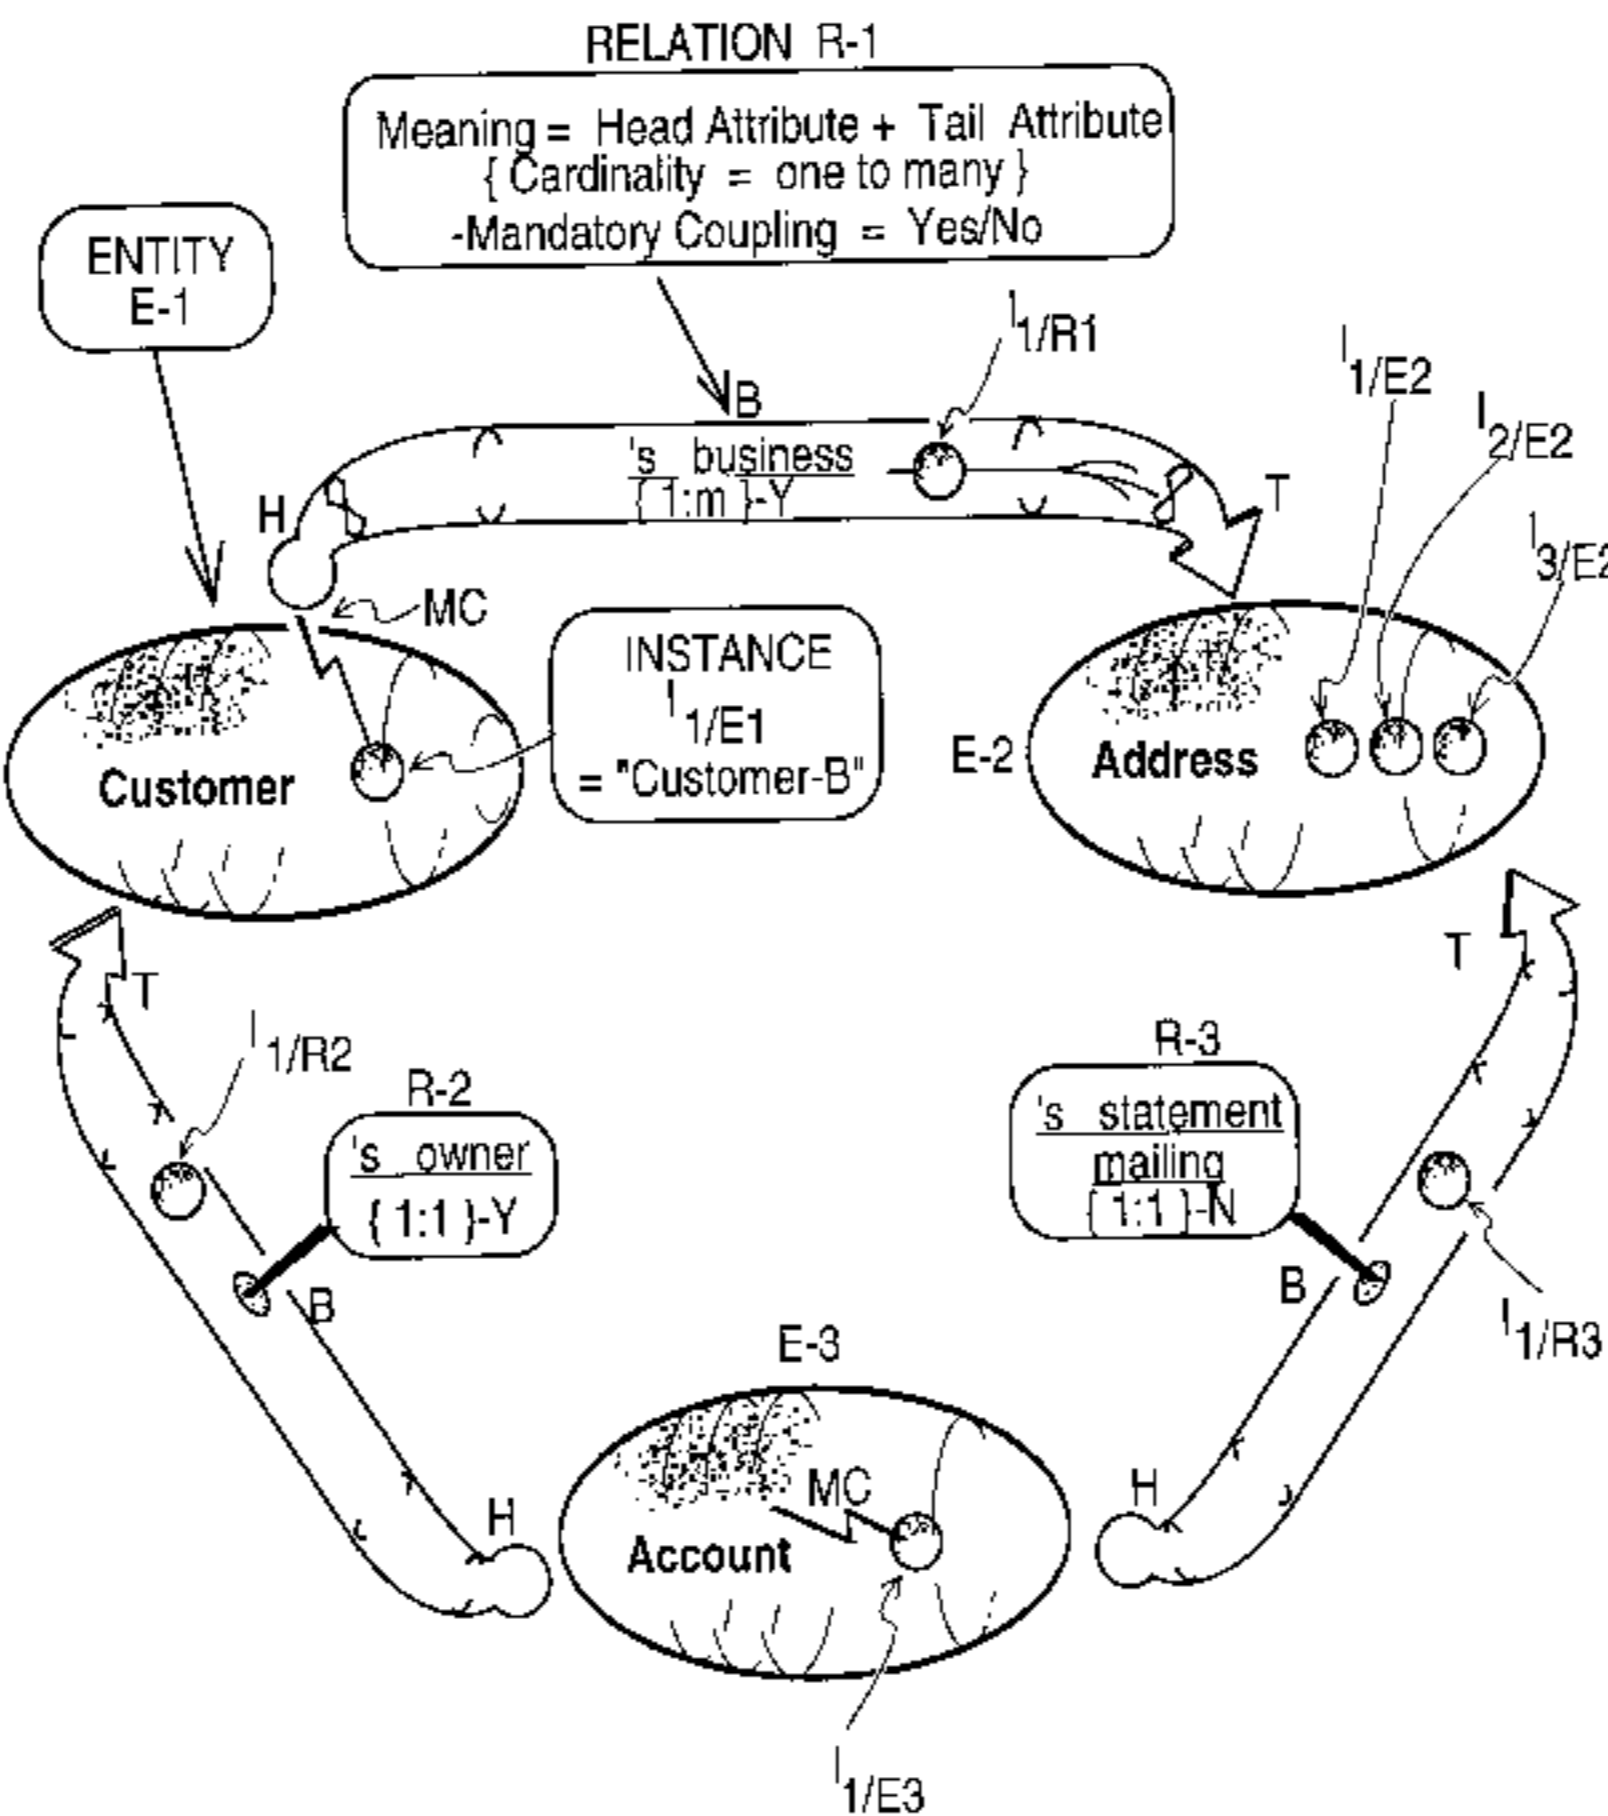 RELATION R-1
Meaning = Head Attribute + Tail Attribute
{ Cardinality = one to many }
-Mandatory Coupling = Yes/No
ENTITY
E-1
I1/R1
I1/E2
I2/E2
I3/E2
B
's business
{ 1:m }-Y
H
T
MC
INSTANCE
I1/E1
= "Customer-B"
Customer
E-2
Address
T
T
I1/R2
R-2
's owner
{ 1:1 }-Y
B
R-3
's statement
mailing
{ 1:1 }-N
B
I1/R3
E-3
MC
H
H
Account
I1/E3